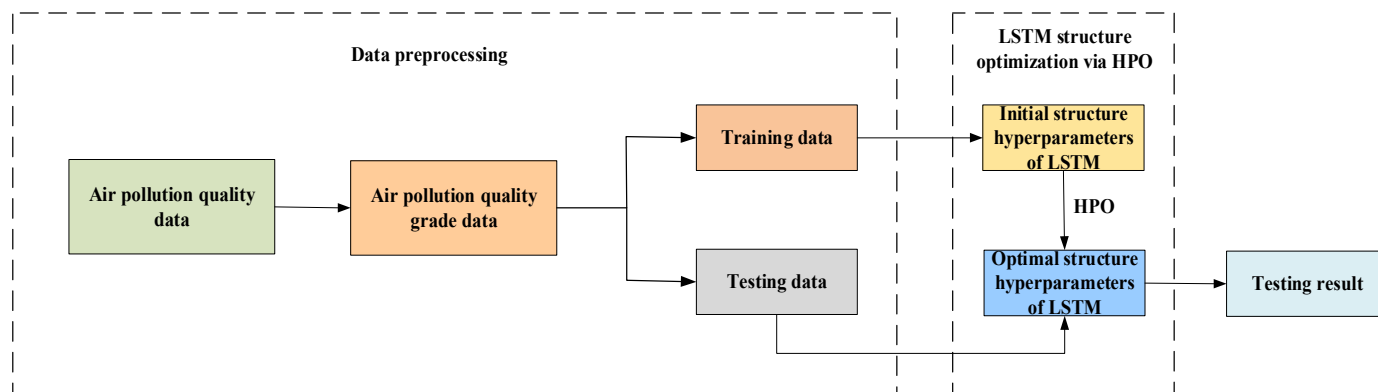 Data preprocessing
LSTM structure
optimization via HPO
Air pollution quality
data
Air pollution quality
grade data
Training data
Testing data
Initial structure
hyperparameters
of LSTM
HPO
Optimal structure
hyperparameters
of LSTM
Testing result